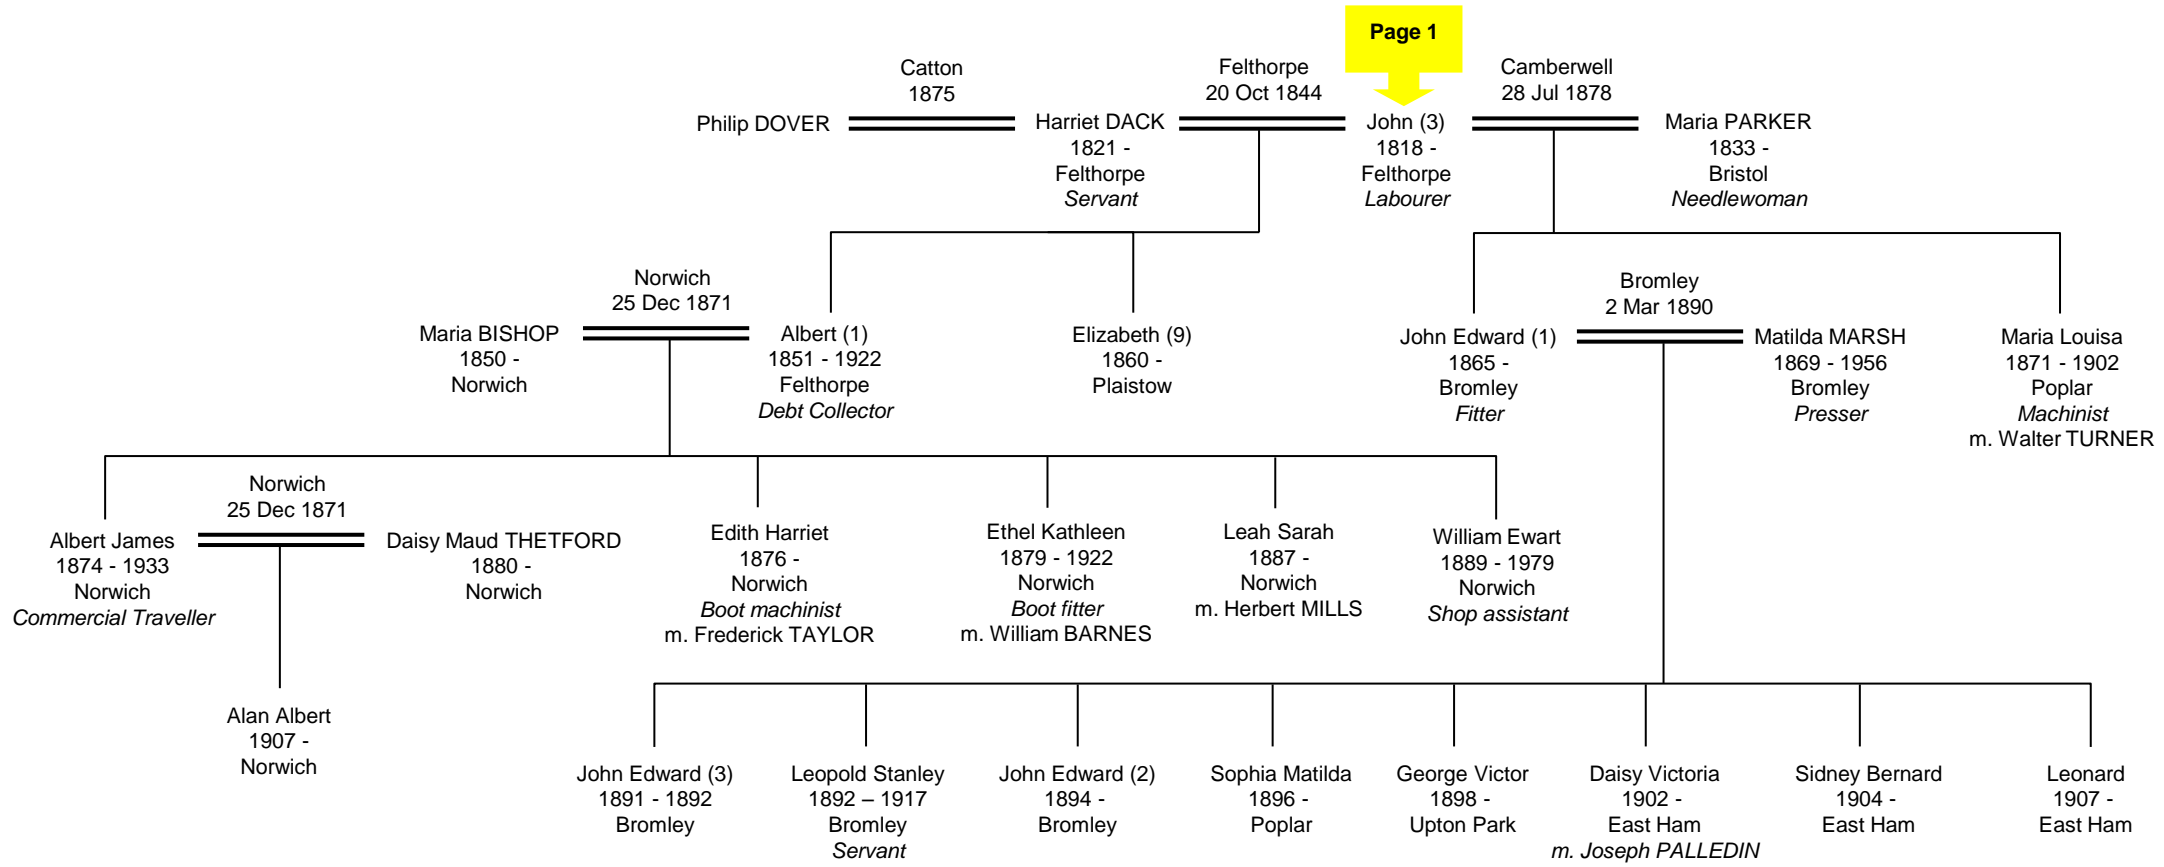 Page 1
Catton
1875
Felthorpe
20 Oct 1844
Camberwell
28 Jul 1878
Philip DOVER
Harriet DACK
1821 -
Felthorpe
Servant
John (3)
1818 -
Felthorpe
Labourer
Maria PARKER
1833 -
Bristol
Needlewoman
Norwich
25 Dec 1871
Bromley
2 Mar 1890
Maria BISHOP
1850 -
Norwich
Albert (1)
1851 - 1922
Felthorpe
Debt Collector
Elizabeth (9)
1860 -
Plaistow
John Edward (1)
1865 -
Bromley
Fitter
Matilda MARSH
1869 - 1956
Bromley
Presser
Maria Louisa
1871 - 1902
Poplar
Machinist
m. Walter TURNER
Norwich
25 Dec 1871
Albert James
1874 - 1933
Norwich
Commercial Traveller
Daisy Maud THETFORD
1880 -
Norwich
Edith Harriet
1876 -
Norwich
Boot machinist
m. Frederick TAYLOR
Ethel Kathleen
1879 - 1922
Norwich
Boot fitter
m. William BARNES
Leah Sarah
1887 -
Norwich
m. Herbert MILLS
William Ewart
1889 - 1979
Norwich
Shop assistant
Alan Albert
1907 -
Norwich
John Edward (3)
1891 - 1892
Bromley
Leopold Stanley
1892 – 1917
Bromley
Servant
John Edward (2)
1894 -
Bromley
Sophia Matilda
1896 -
Poplar
George Victor
1898 -
Upton Park
Daisy Victoria
1902 -
East Ham
m. Joseph PALLEDIN
Sidney Bernard
1904 -
East Ham
Leonard
1907 -
East Ham